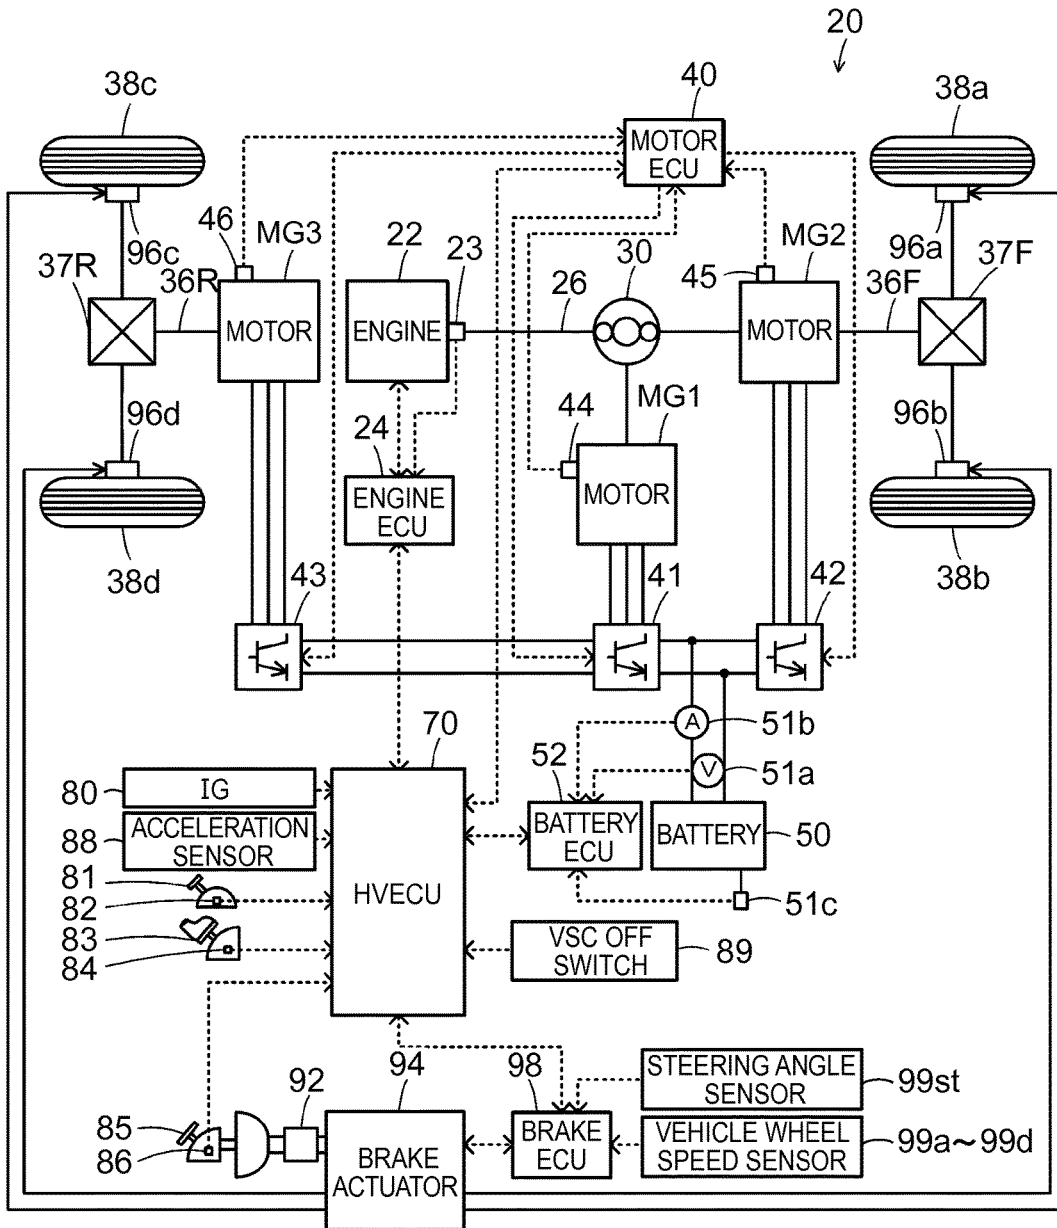 20
38c
40
38a
MOTOR
ECU
46
MG3
22
23
30
MG2
96c
96a
37R
36R
26
45
36F
37F
MOTOR
ENGINE
MOTOR
96d
24
44
MG1
96b
ENGINE
ECU
MOTOR
38d
43
41
42
38b
A
51b
70
52
V
51a
80
IG
88
ACCELERATION
SENSOR
BATTERY
ECU
BATTERY
50
81
82
HVECU
51c
83
84
VSC OFF
SWITCH
89
92
94
98
STEERING ANGLE
SENSOR
99st
85
86
BRAKE
ACTUATOR
BRAKE
ECU
VEHICLE WHEEL
SPEED SENSOR
99a~99d